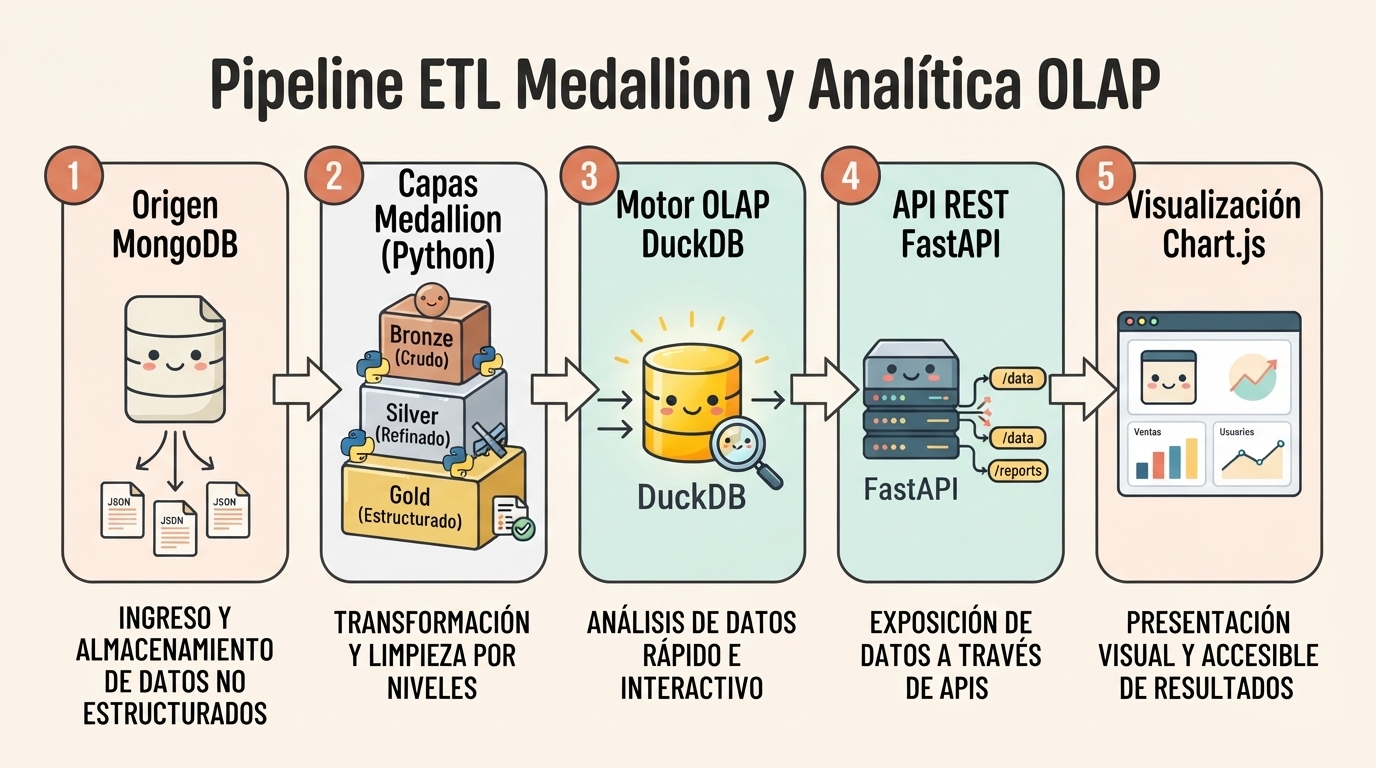 Pipeline ETL Medallion y Analítica OLAP
1
Origen
MongoDB
JSON
JSDN
JSON
INGRESO Y
ALMACENAMIENTO
DE DATOS NO
ESTRUCTURADOS
2
Capas
Medallion
(Python)
Bronze
(Crudo)
Silver
(Refinado)
Gold
(Estructurado)
TRANSFORMACIÓN
Y LIMPIEZA POR
NIVELES
3
Motor OLAP
DuckDB
DuckDB
ANÁLISIS DE DATOS
RÁPIDO E
INTERACTIVO
4
API REST
FastAPI
/data
/data
/reports
FastAPI
EXPOSICIÓN DE
DATOS A TRAVÉS
DE APIS
5
Visualización
Chart.js
Ventas
Ususries
PRESENTACIÓN
VISUAL Y ACCESIBLE
DE RESULTADOS